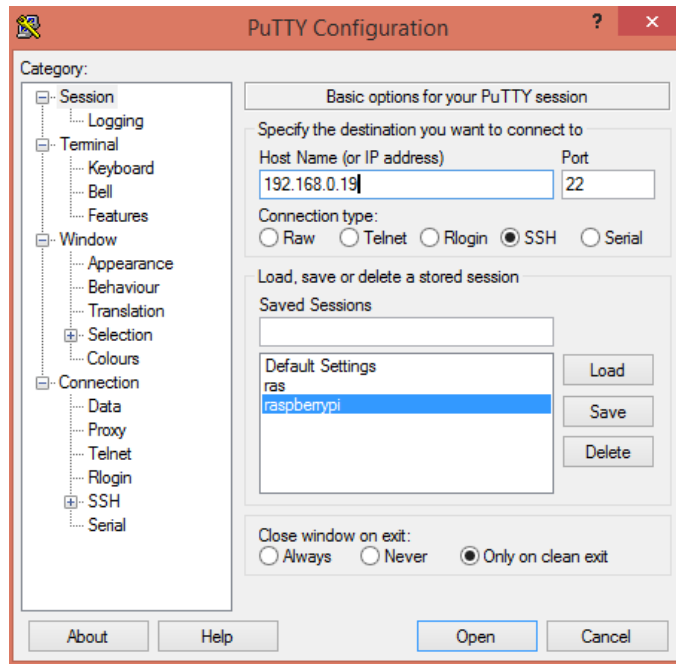 PuTTY Configuration
? ×
Category:
Session
Logging
Terminal
Keyboard
Bell
Features
Window
Appearance
Behaviour
Translation
Selection
Colours
Connection
Data
Proxy
Telnet
Rlogin
SSH
Serial
Basic options for your PuTTY session
Specify the destination you want to connect to
Host Name (or IP address) Port
192.168.0.19 22
Connection type:
Raw Telnet Rlogin SSH Serial
Load, save or delete a stored session
Saved Sessions
Default Settings
ras
raspberrypi
Load
Save
Delete
Close window on exit:
Always Never Only on clean exit
About Help Open Cancel